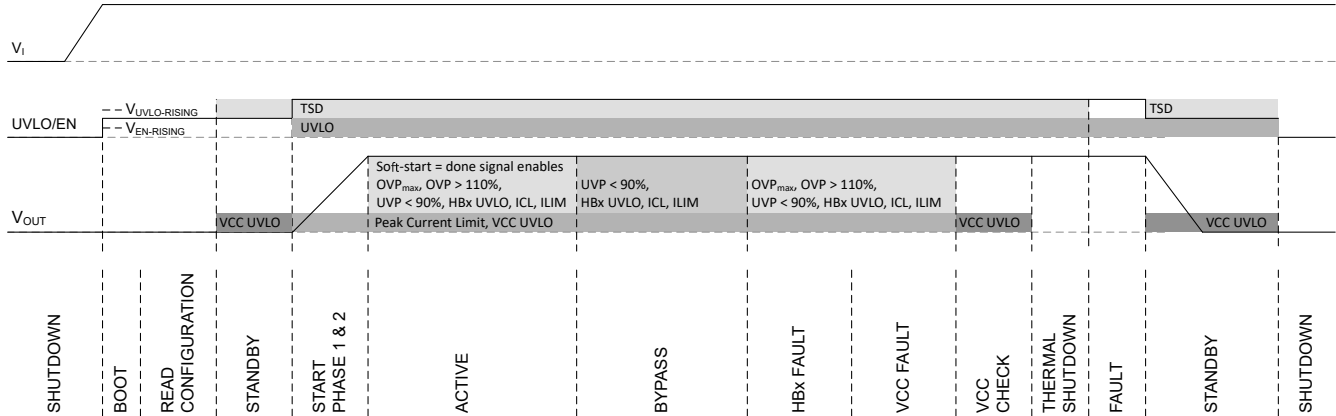 V_I
V_UVLO-RISING
TSD
TSD
UVLO/EN
V_EN-RISING
UVLO
Soft-start = done signal enables
OVP_max, OVP > 110%,
UVP < 90%, HBx UVLO, ICL, ILIM
UVP < 90%,
HBx UVLO, ICL, ILIM
OVP_max, OVP > 110%,
UVP < 90%, HBx UVLO, ICL, ILIM
V_OUT
VCC UVLO
Peak Current Limit, VCC UVLO
VCC UVLO
VCC UVLO
SHUTDOWN
BOOT
READ
CONFIGURATION
STANDBY
START
PHASE 1 & 2
ACTIVE
BYPASS
HBx FAULT
VCC FAULT
VCC
CHECK
THERMAL
SHUTDOWN
FAULT
STANDBY
SHUTDOWN